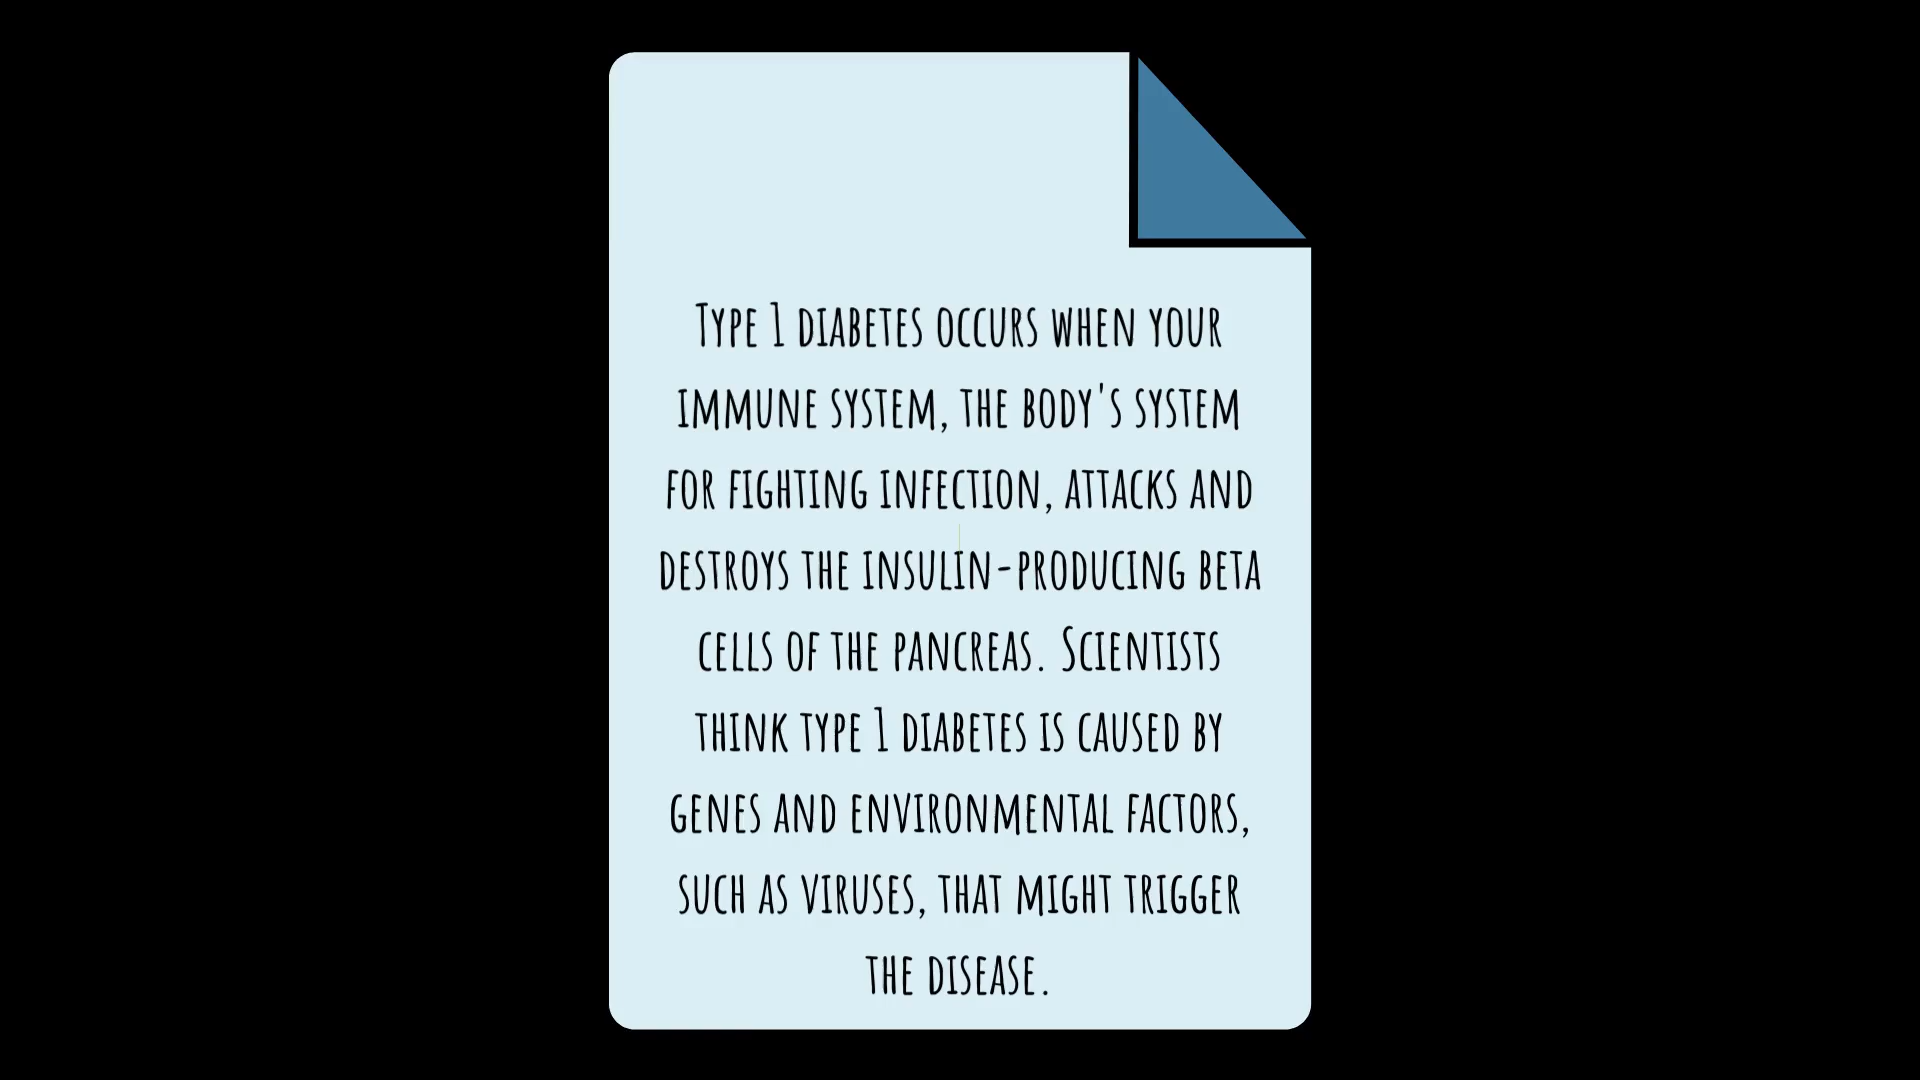 Type 1 diabetes occurs when your
immune system, the body's system
for fighting infection, attacks and
destroys the insulin-producing beta
cells of the pancreas. Scientists
think type 1 diabetes is caused by
genes and environmental factors,
such as viruses, that might trigger
the disease.